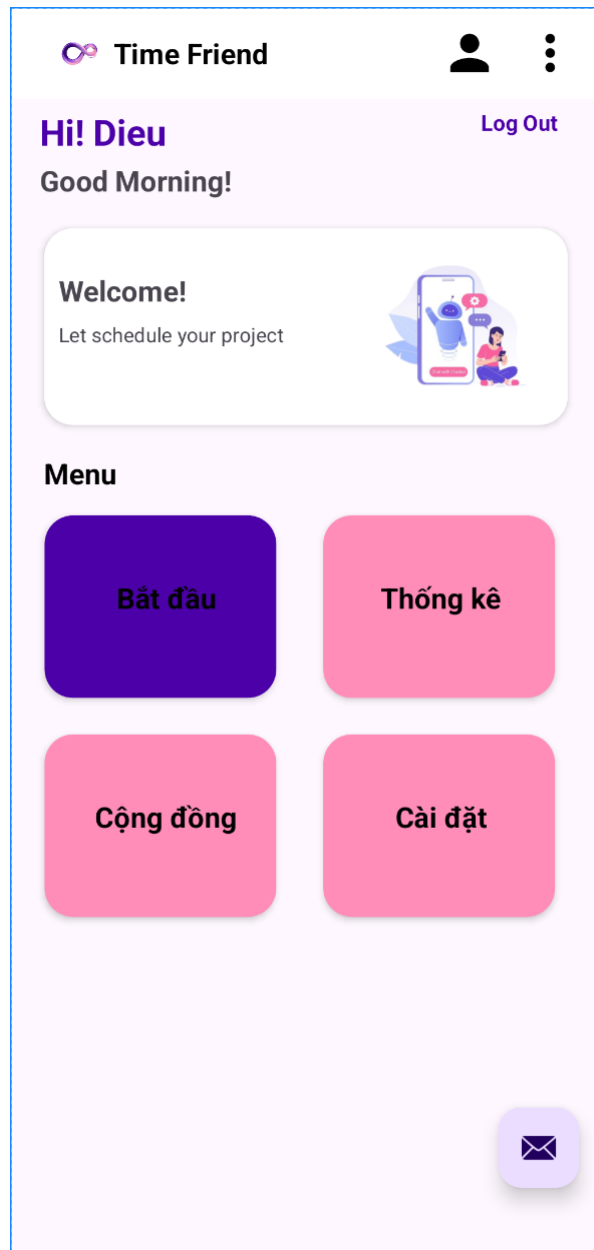 Time Friend
Hi! Dieu
Log Out
Good Morning!
Welcome!
Let schedule your project
Menu
Bắt đầu
Thống kê
Cộng đồng
Cài đặt